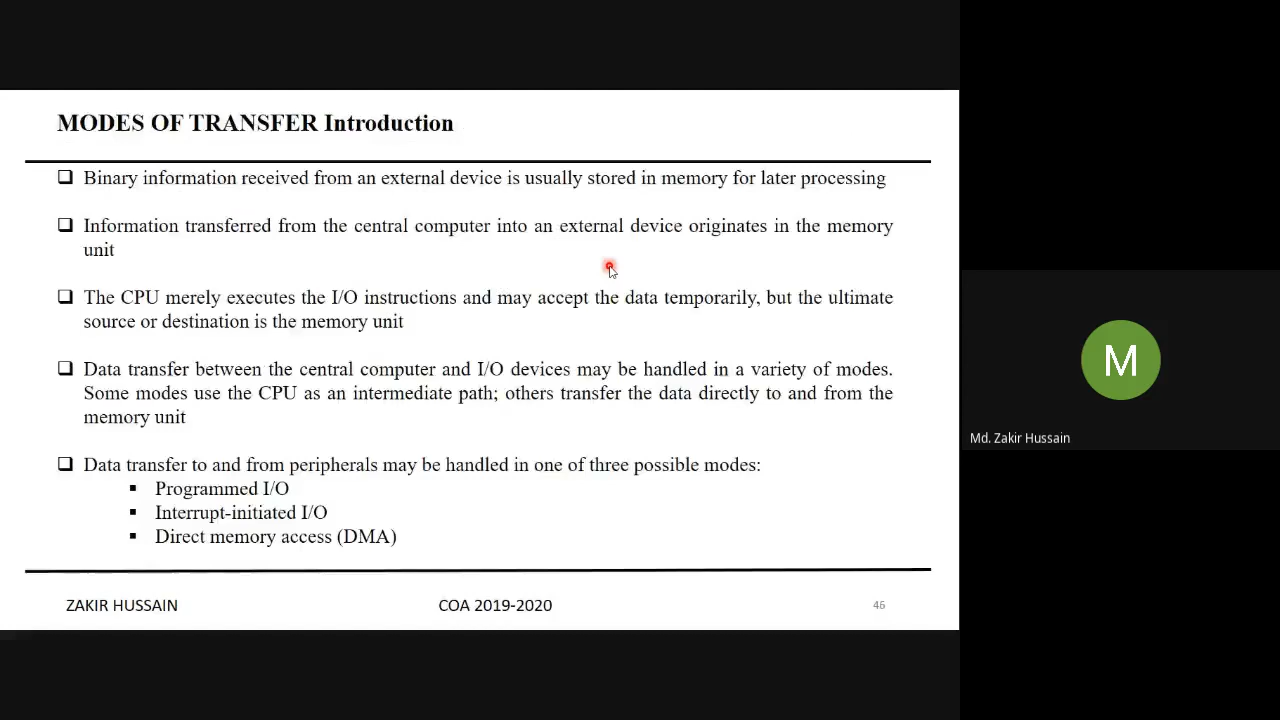 MODES OF TRANSFER Introduction
Binary information received from an external device is usually stored in memory for later processing
Information transferred from the central computer into an external device originates in the memory
unit
The CPU merely executes the I/O instructions and may accept the data temporarily, but the ultimate
source or destination is the memory unit
Data transfer between the central computer and I/O devices may be handled in a variety of modes.
Some modes use the CPU as an intermediate path; others transfer the data directly to and from the
memory unit
Data transfer to and from peripherals may be handled in one of three possible modes:
Programmed I/O
Interrupt-initiated I/O
Direct memory access (DMA)
ZAKIR HUSSAIN
COA 2019-2020
46
M
Md. Zakir Hussain